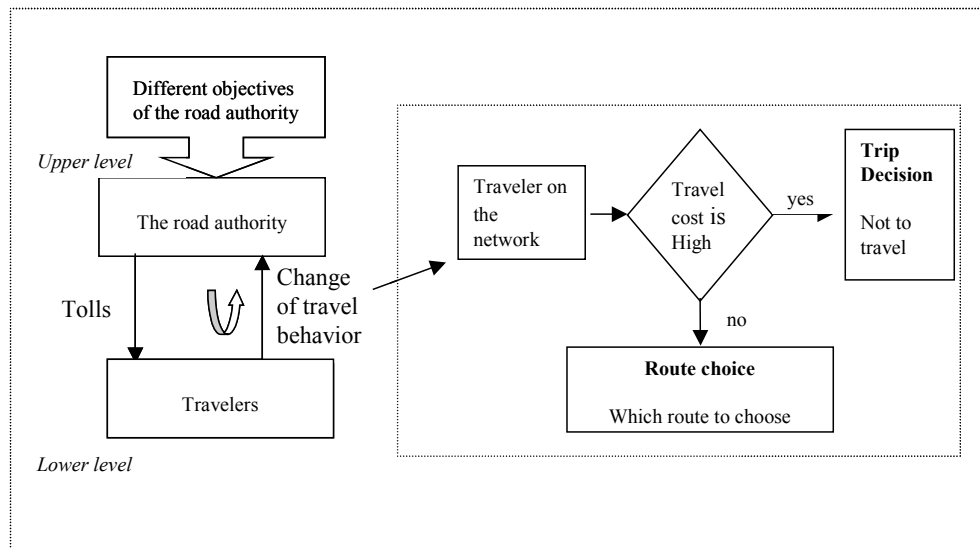 Different objectives
of the road authority
Upper level
The road authority
Tolls
Change
of travel
behavior
Travelers
Lower level
Traveler on
the
network
Travel
cost is
High
yes
Trip
Decision
Not to
travel
no
Route choice
Which route to choose